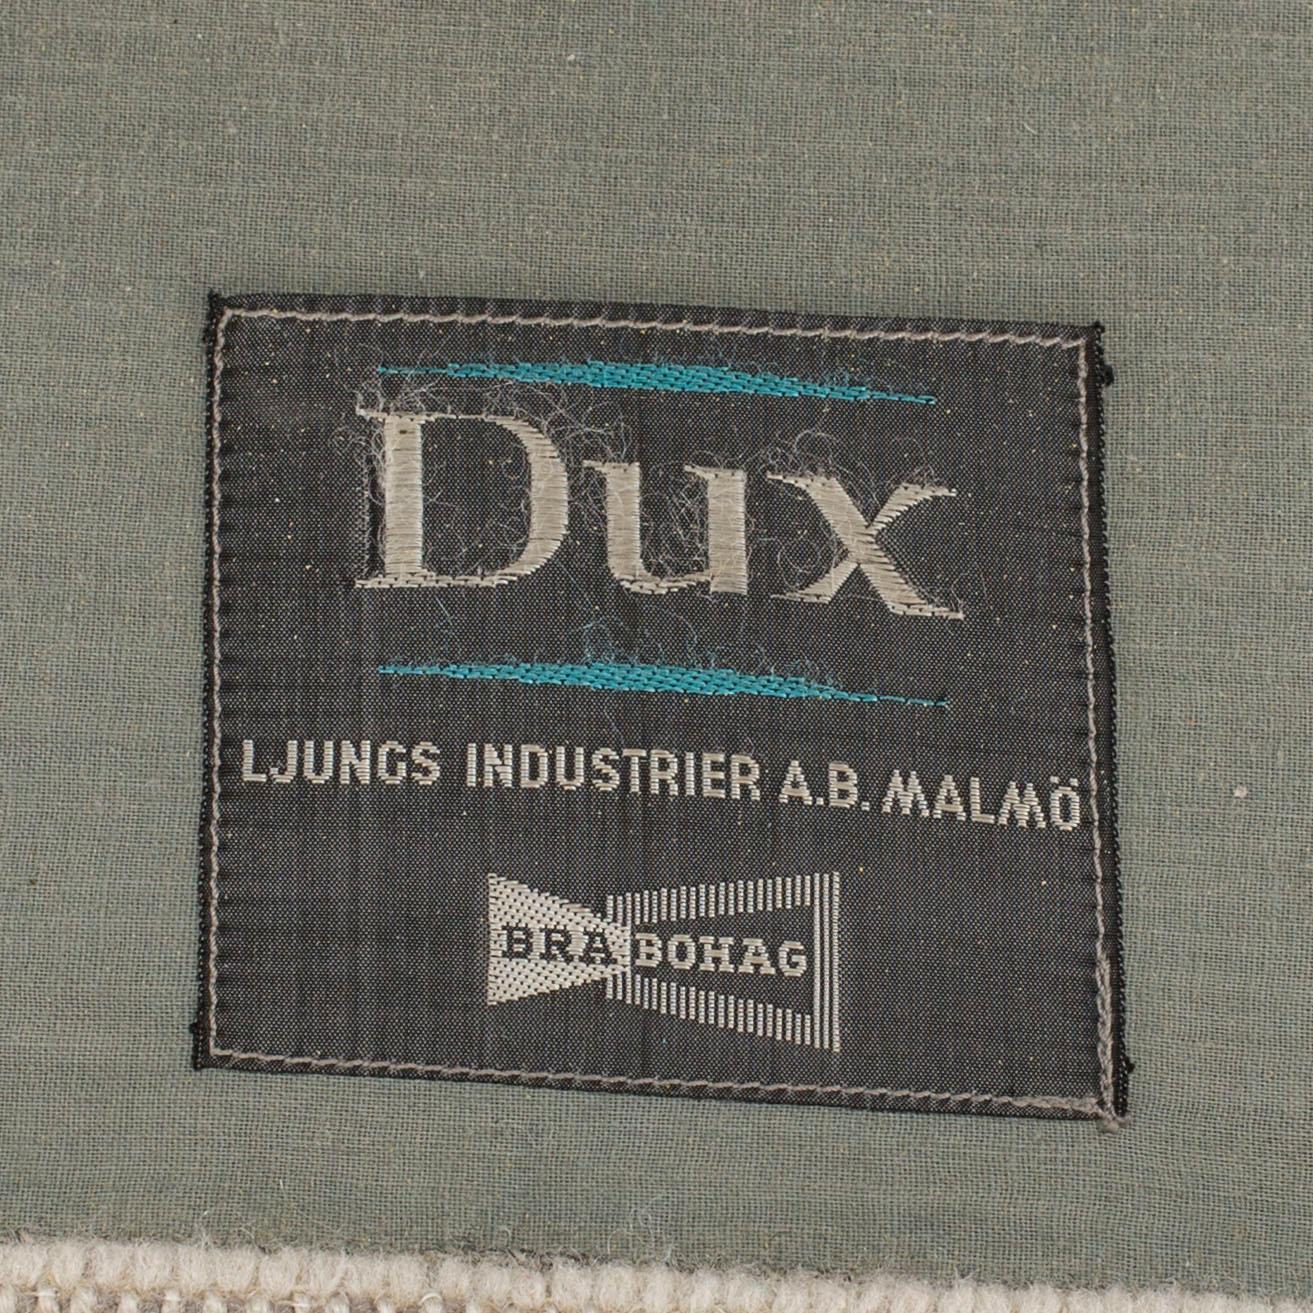 Dux
LJUNGS INDUSTRIER A.B. MALMÖ
BRA BOHAG